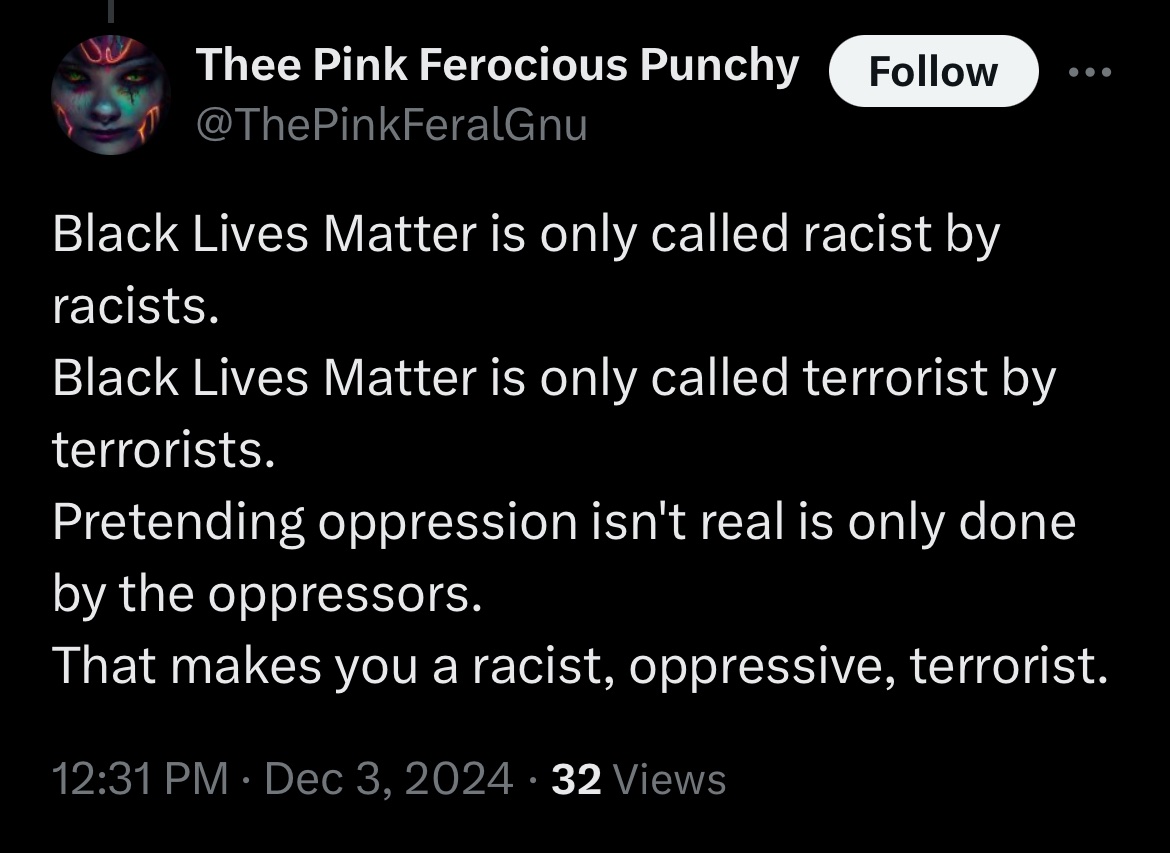 Thee Pink Ferocious Punchy
Follow
@ThePinkFeralGnu
Black Lives Matter is only called racist by
racists.
Black Lives Matter is only called terrorist by
terrorists.
Pretending oppression isn't real is only done
by the oppressors.
That makes you a racist, oppressive, terrorist.
12:31 PM · Dec 3, 2024 · 32 Views